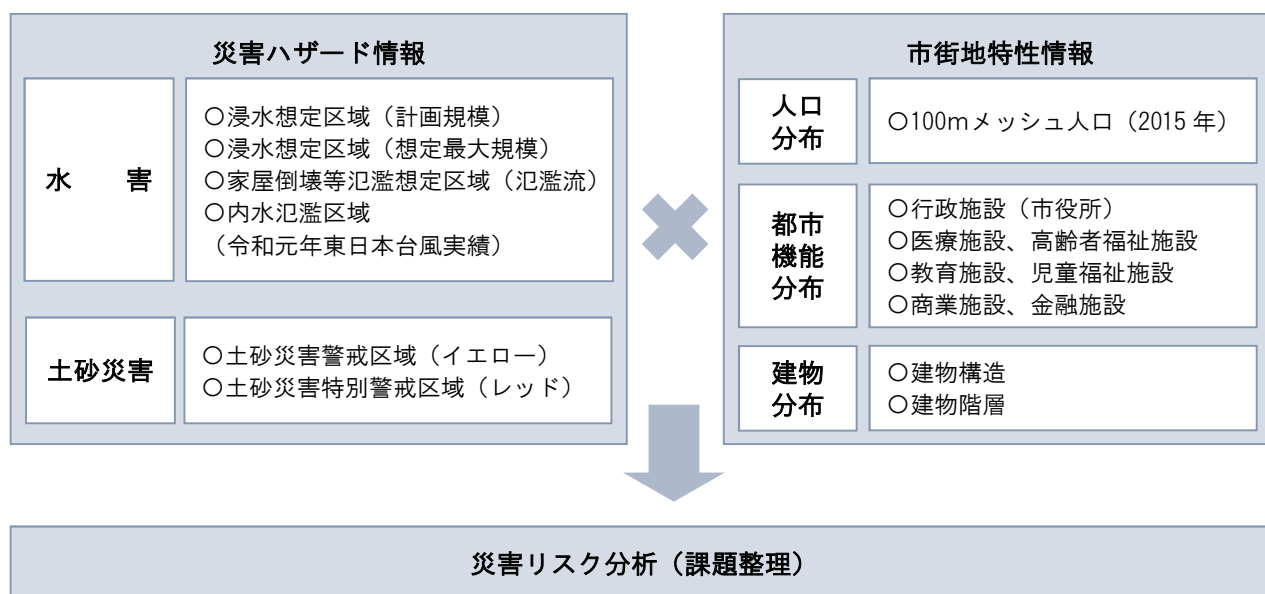 災害ハザード情報
水　　害
○浸水想定区域（計画規模）
○浸水想定区域（想定最大規模）
○家屋倒壊等氾濫想定区域（氾濫流）
○内水氾濫区域
（令和元年東日本台風実績）
土砂災害
○土砂災害警戒区域（イエロー）
○土砂災害特別警戒区域（レッド）
市街地特性情報
人口
分布
○100ｍメッシュ人口（2015 年）
都市
機能
分布
○行政施設（市役所）
○医療施設、高齢者福祉施設
○教育施設、児童福祉施設
○商業施設、金融施設
建物
分布
○建物構造
○建物階層
災害リスク分析（課題整理）